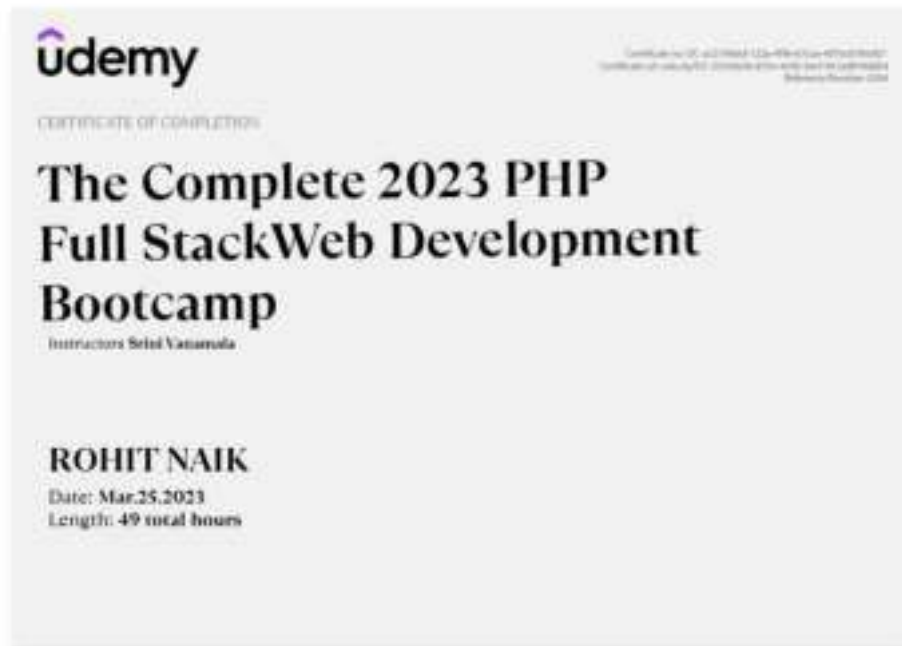 ûdemy
CERTIFICATE OF COMPLETION
The Complete 2023 PHP
Full StackWeb Development
Bootcamp
Instructors Srini Vanamala
ROHIT NAIK
Date: Mar.25.2023
Length: 49 total hours